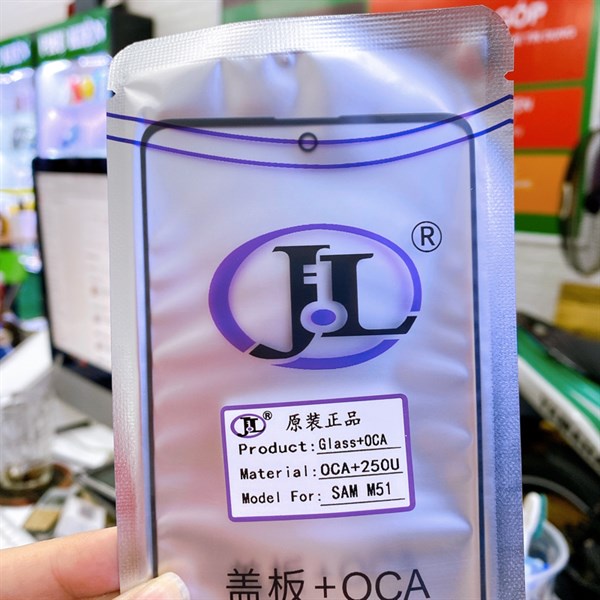 GÓP
JL®
JL® 原装正品
Product: Glass+OCA
Material: OCA+250U
Model For: SAM M51
盖板+OCA